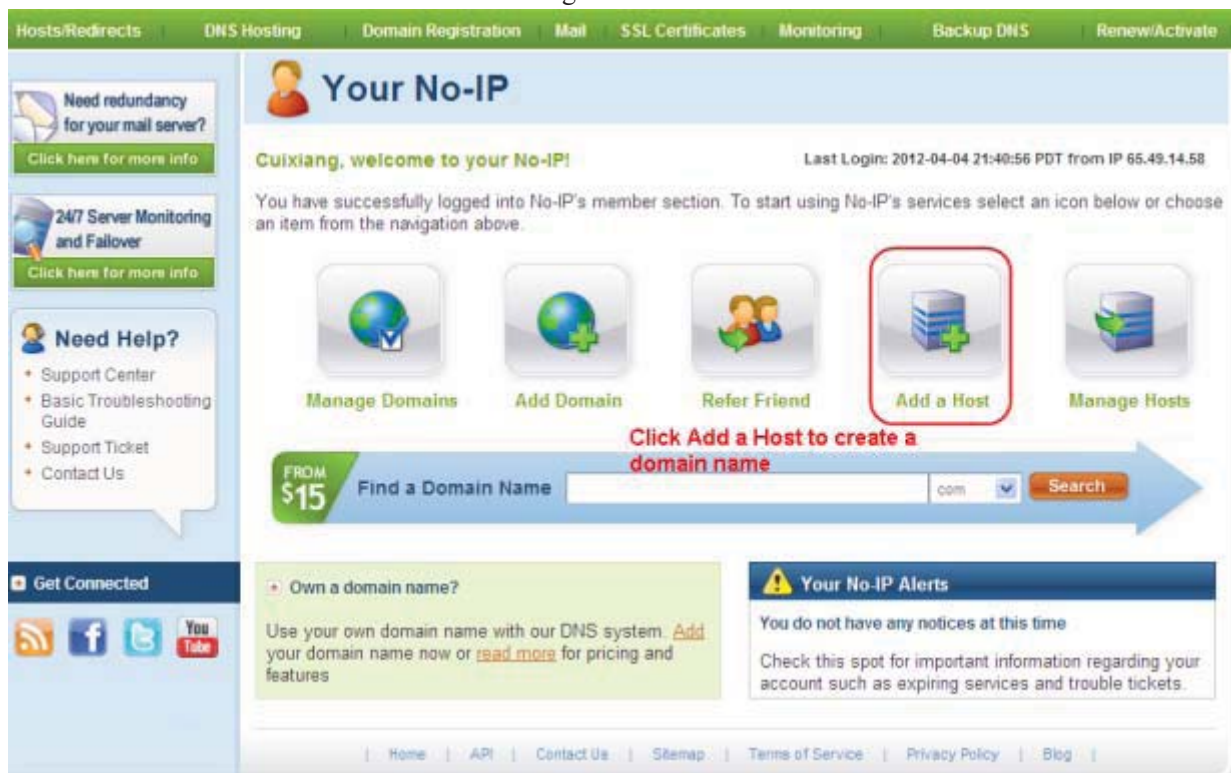 Hosts/Redirects DNS Hosting Domain Registration Mail SSL Certificates Monitoring Backup DNS Renew/Activate
Need redundancy
for your mail server?
Click here for more info
24/7 Server Monitoring
and Failover
Click here for more info
Need Help?
Support Center
Basic Troubleshooting
Guide
Support Ticket
Contact Us
Get Connected
You
Tube
Your No-IP
Cuixiang, welcome to your No-IP! Last Login: 2012-04-04 21:40:56 PDT from IP 65.49.14.58
You have successfully logged into No-IP's member section. To start using No-IP's services select an icon below or choose
an item from the navigation above.
Manage Domains Add Domain Refer Friend Add a Host Manage Hosts
Click Add a Host to create a
domain name
FROM
$15
Find a Domain Name com Search
Own a domain name?
Use your own domain name with our DNS system. Add
your domain name now or read more for pricing and
features
Your No-IP Alerts
You do not have any notices at this time
Check this spot for important information regarding your
account such as expiring services and trouble tickets.
| Home | API | Contact Us | Sitemap | Terms of Service | Privacy Policy | Blog |